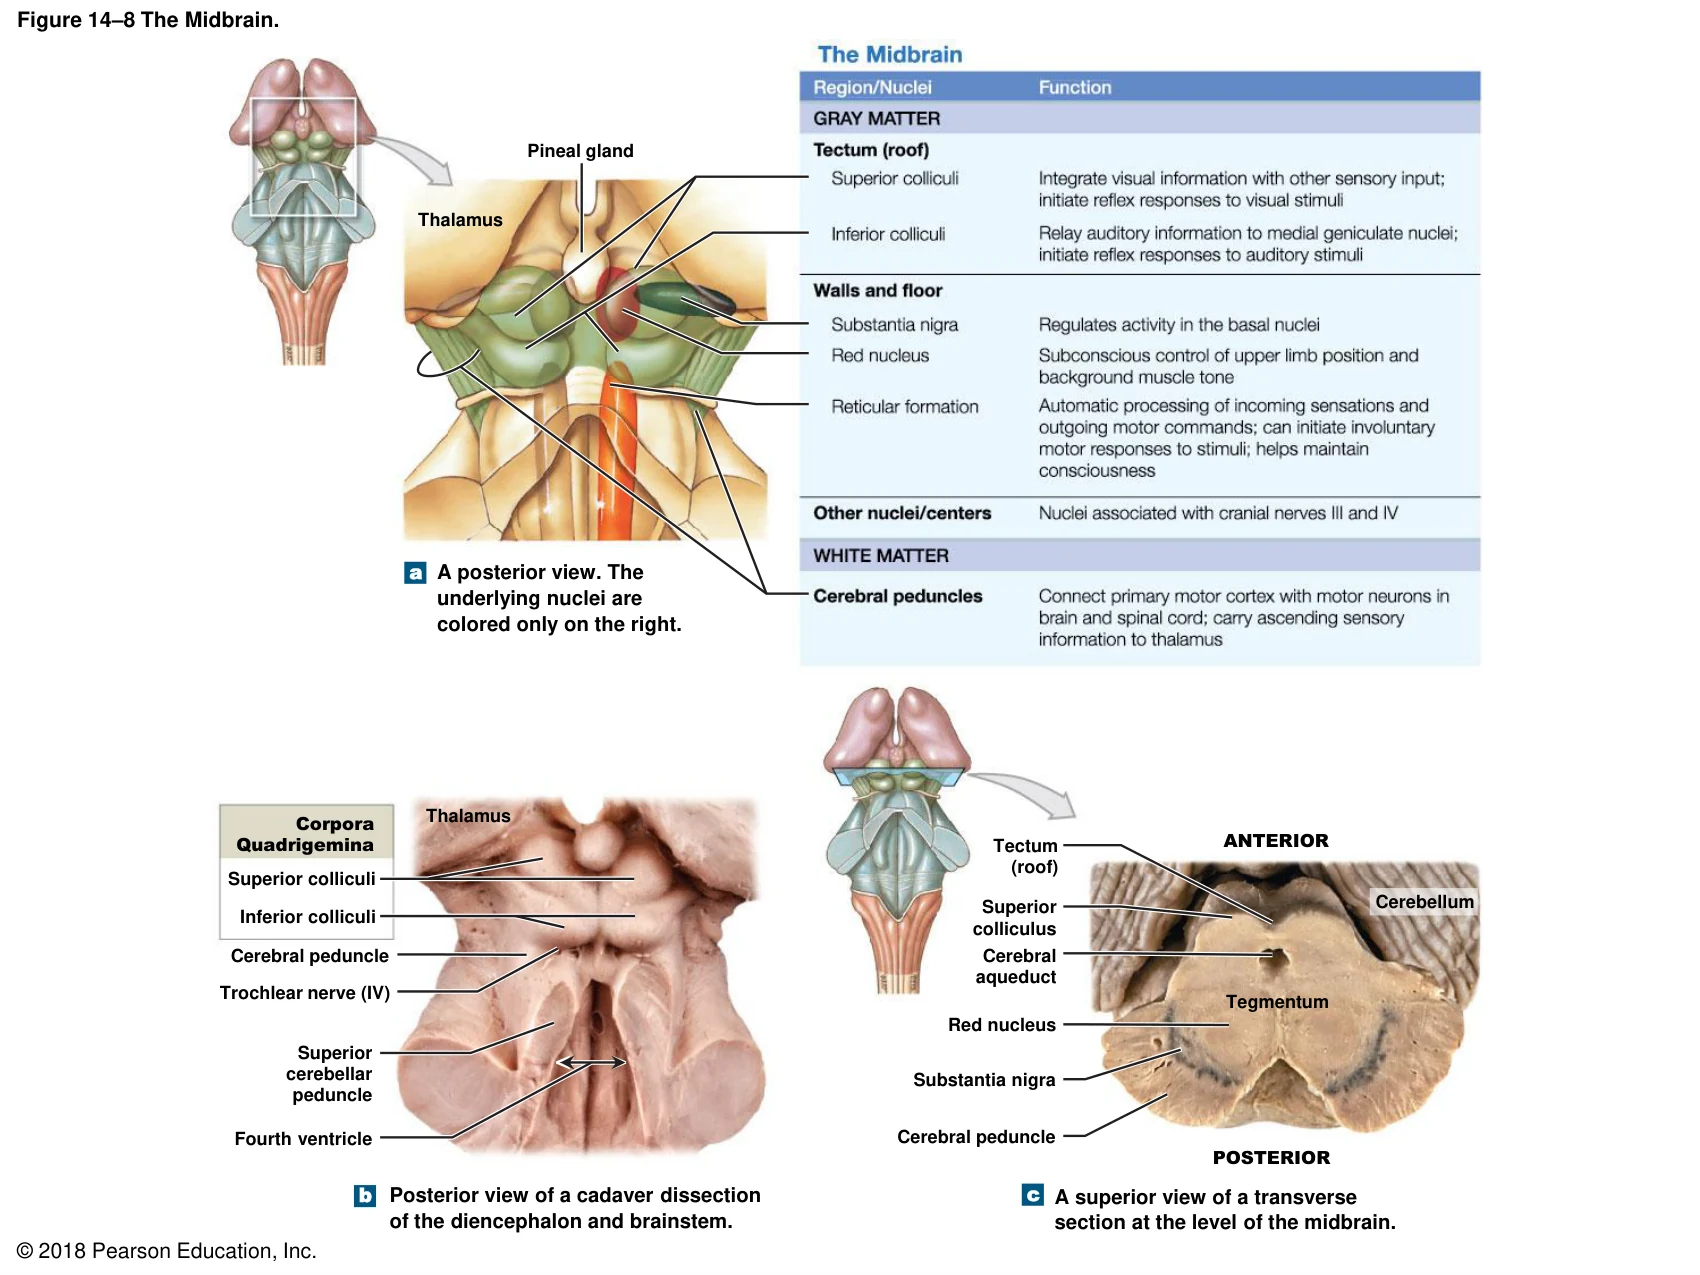 Figure 14–8 The Midbrain.
The Midbrain
Region/Nuclei Function
GRAY MATTER
Tectum (roof)
Superior colliculi Integrate visual information with other sensory input;
initiate reflex responses to visual stimuli
Inferior colliculi Relay auditory information to medial geniculate nuclei;
initiate reflex responses to auditory stimuli
Walls and floor
Substantia nigra Regulates activity in the basal nuclei
Red nucleus Subconscious control of upper limb position and
background muscle tone
Reticular formation Automatic processing of incoming sensations and
outgoing motor commands; can initiate involuntary
motor responses to stimuli; helps maintain
consciousness
Other nuclei/centers Nuclei associated with cranial nerves III and IV
WHITE MATTER
Cerebral peduncles Connect primary motor cortex with motor neurons in
brain and spinal cord; carry ascending sensory
information to thalamus
Pineal gland
Thalamus
a A posterior view. The
underlying nuclei are
colored only on the right.
Corpora
Quadrigemina
Thalamus
Superior colliculi
Inferior colliculi
Cerebral peduncle
Trochlear nerve (IV)
Superior
cerebellar
peduncle
Fourth ventricle
b Posterior view of a cadaver dissection
of the diencephalon and brainstem.
ANTERIOR
Tectum
(roof)
Cerebellum
Superior
colliculus
Cerebral
aqueduct
Tegmentum
Red nucleus
Substantia nigra
Cerebral peduncle
POSTERIOR
c A superior view of a transverse
section at the level of the midbrain.
© 2018 Pearson Education, Inc.